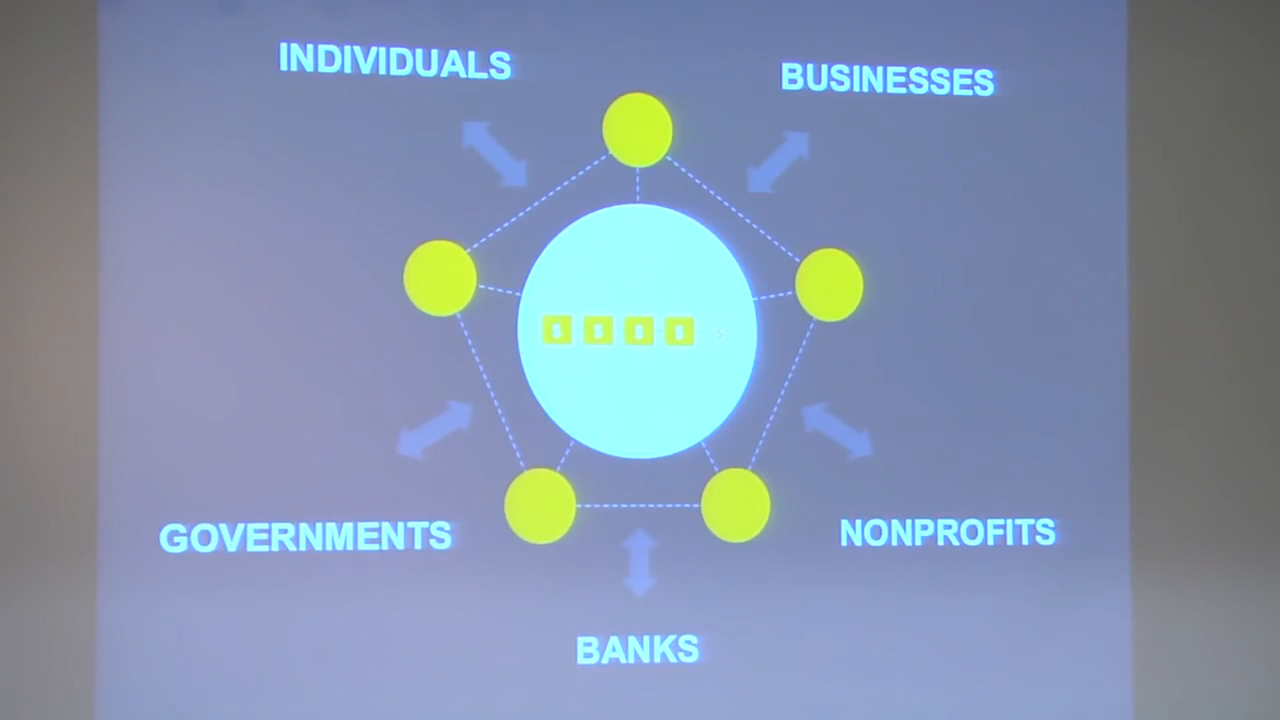 INDIVIDUALS
BUSINESSES
GOVERNMENTS
NONPROFITS
BANKS